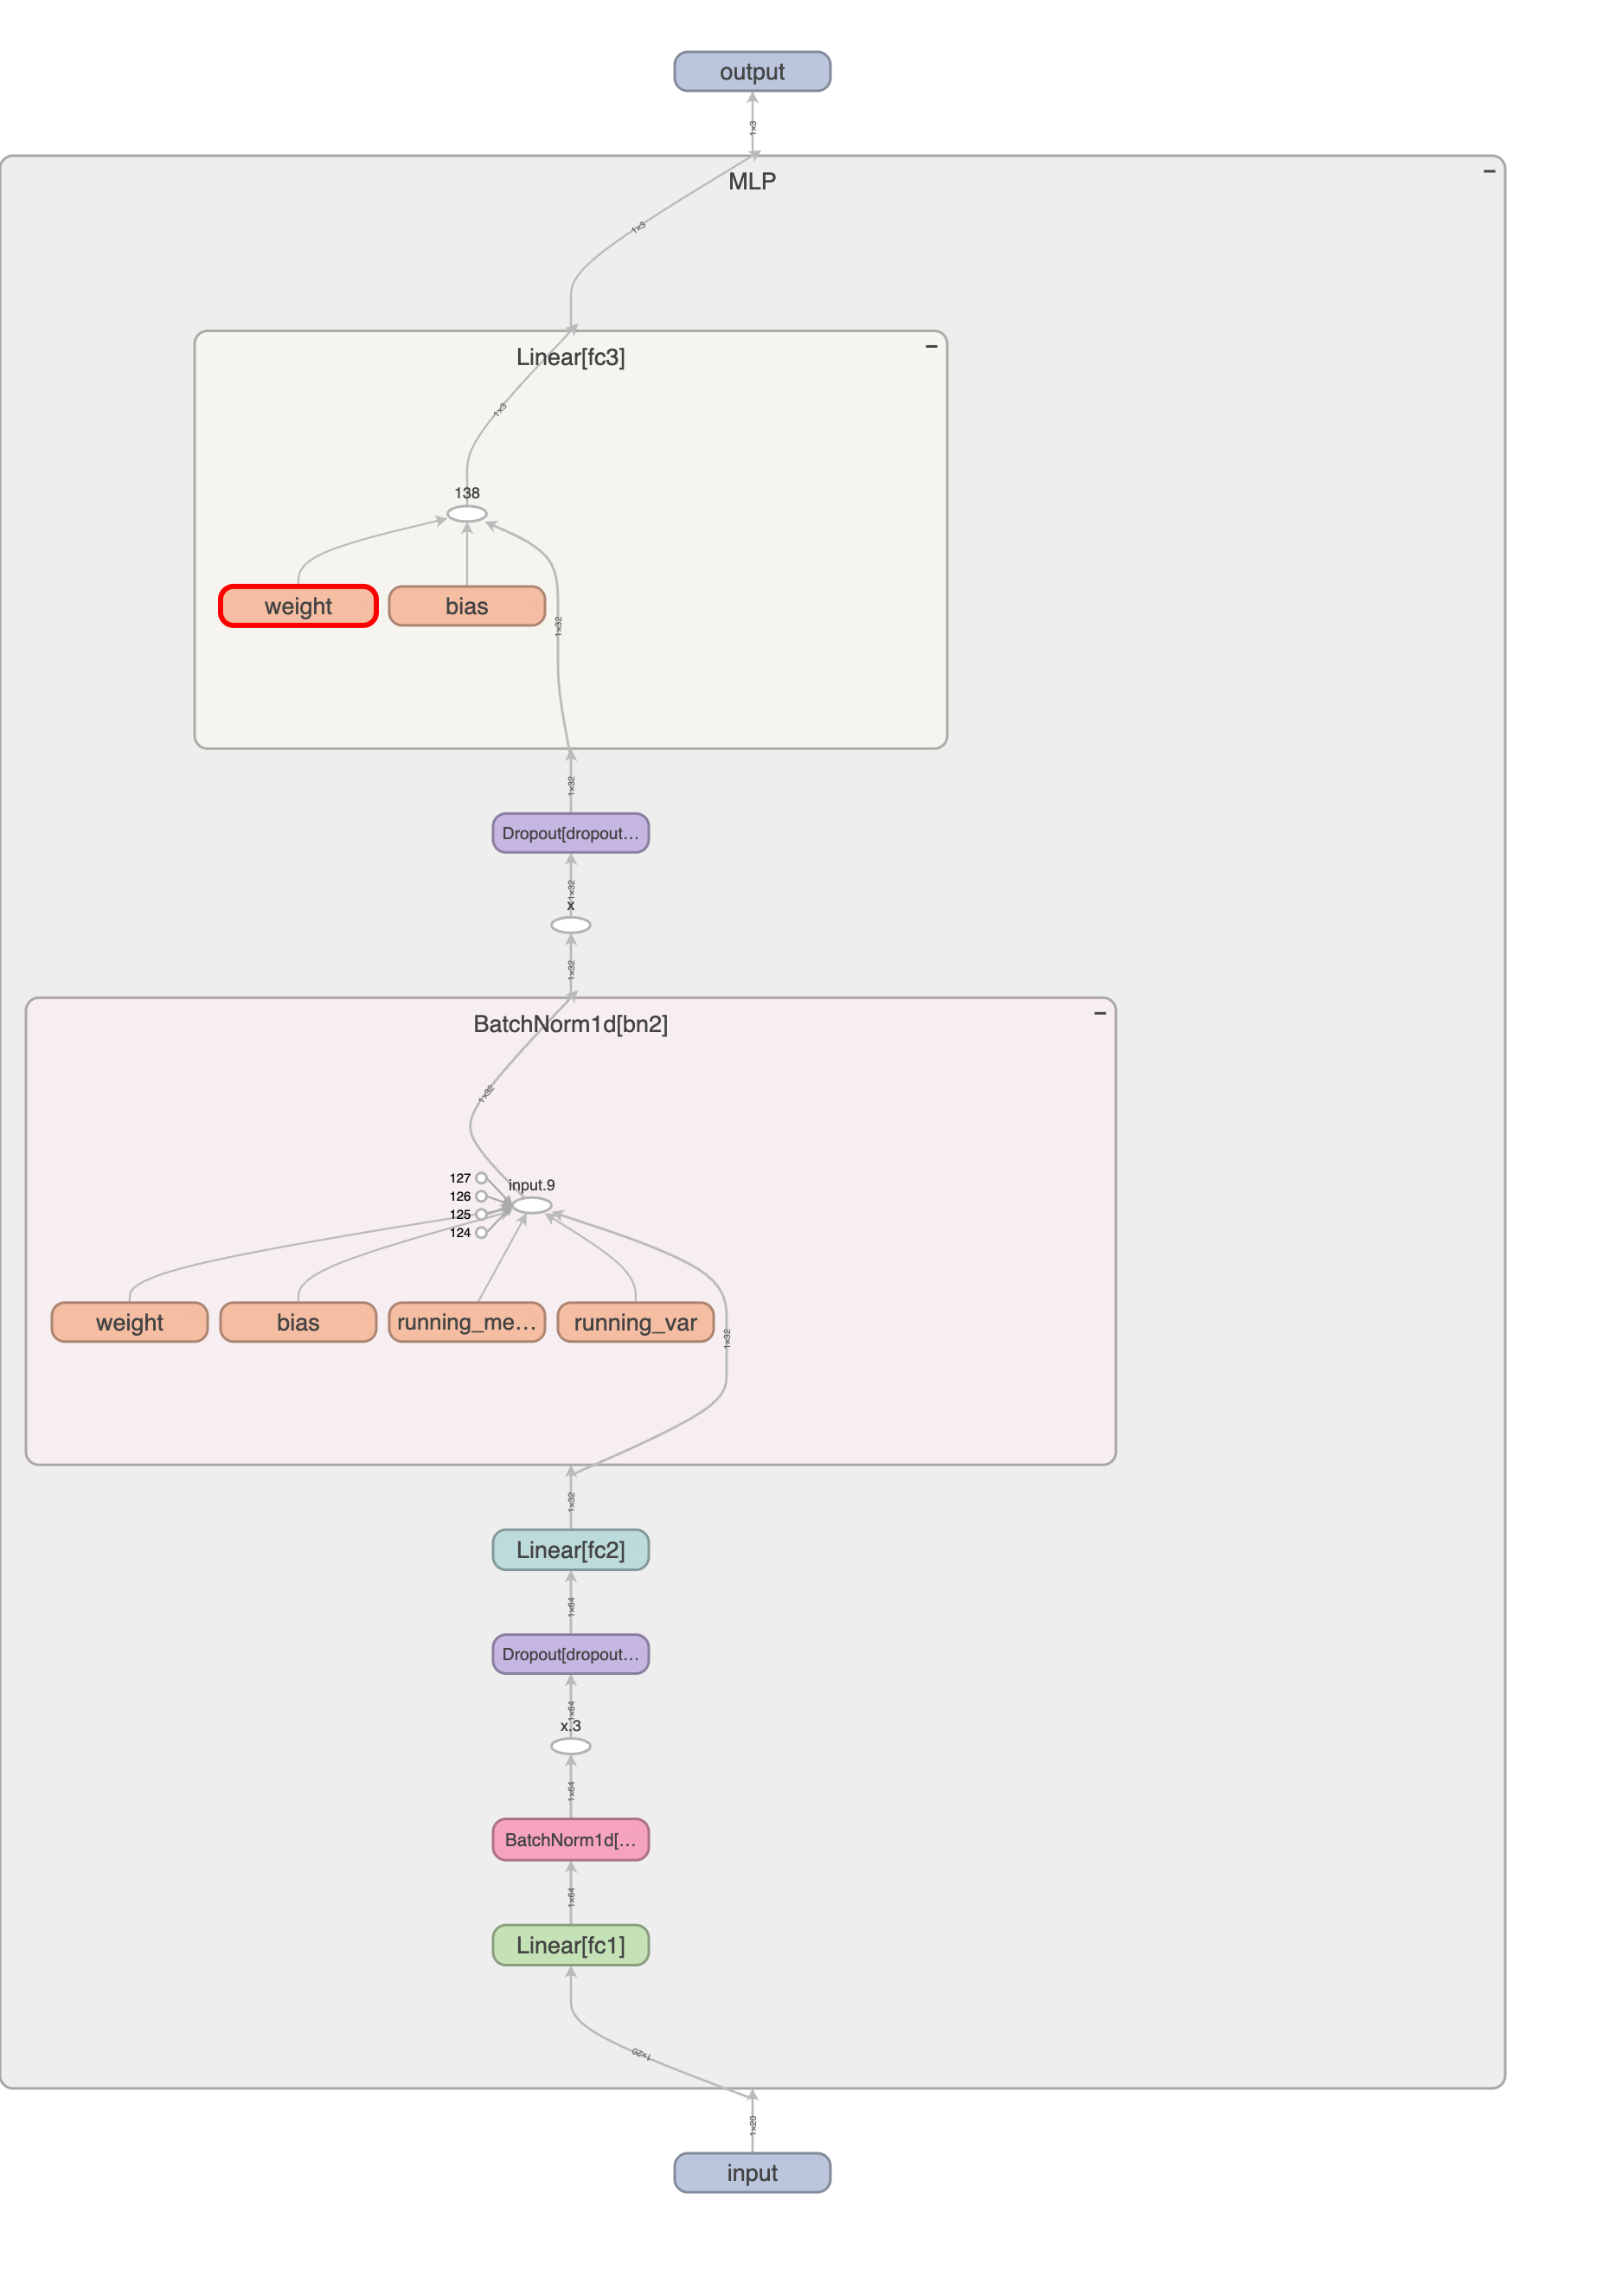 output
1×3
MLP
1×3
Linear[fc3]
1×3
138
weight
bias
1×32
1×32
Dropout[dropout…
1×32
x
1×32
BatchNorm1d[bn2]
1×32
127
input.9
126
125
124
weight
bias
running_me…
running_var
1×32
1×32
Linear[fc2]
1×64
Dropout[dropout…
1×64
x.3
1×64
BatchNorm1d[…
1×64
Linear[fc1]
1×20
1×20
input